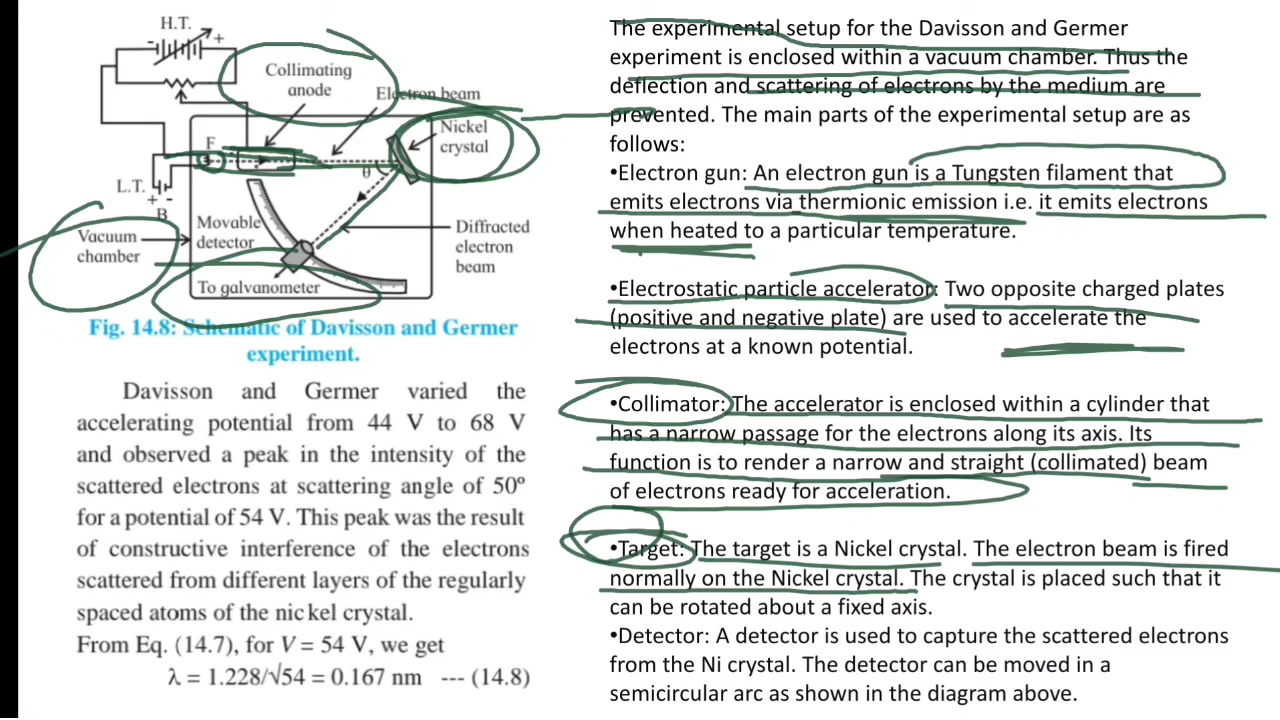 H.T.
- +
Collimating
anode
Electron beam
Nickel
crystal
F
θ
L.T.
+ -
B
Vacuum
chamber
Movable
detector
Diffracted
electron
beam
To galvanometer
Fig. 14.8: Schematic of Davisson and Germer
experiment.
Davisson and Germer varied the
accelerating potential from 44 V to 68 V
and observed a peak in the intensity of the
scattered electrons at scattering angle of 50º
for a potential of 54 V. This peak was the result
of constructive interference of the electrons
scattered from different layers of the regularly
spaced atoms of the nickel crystal.
From Eq. (14.7), for V = 54 V, we get
λ = 1.228/√54 = 0.167 nm --- (14.8)
The experimental setup for the Davisson and Germer
experiment is enclosed within a vacuum chamber. Thus the
deflection and scattering of electrons by the medium are
prevented. The main parts of the experimental setup are as
follows:
•Electron gun: An electron gun is a Tungsten filament that
emits electrons via thermionic emission i.e. it emits electrons
when heated to a particular temperature.
•Electrostatic particle accelerator: Two opposite charged plates
(positive and negative plate) are used to accelerate the
electrons at a known potential.
•Collimator: The accelerator is enclosed within a cylinder that
has a narrow passage for the electrons along its axis. Its
function is to render a narrow and straight (collimated) beam
of electrons ready for acceleration.
•Target: The target is a Nickel crystal. The electron beam is fired
normally on the Nickel crystal. The crystal is placed such that it
can be rotated about a fixed axis.
•Detector: A detector is used to capture the scattered electrons
from the Ni crystal. The detector can be moved in a
semicircular arc as shown in the diagram above.